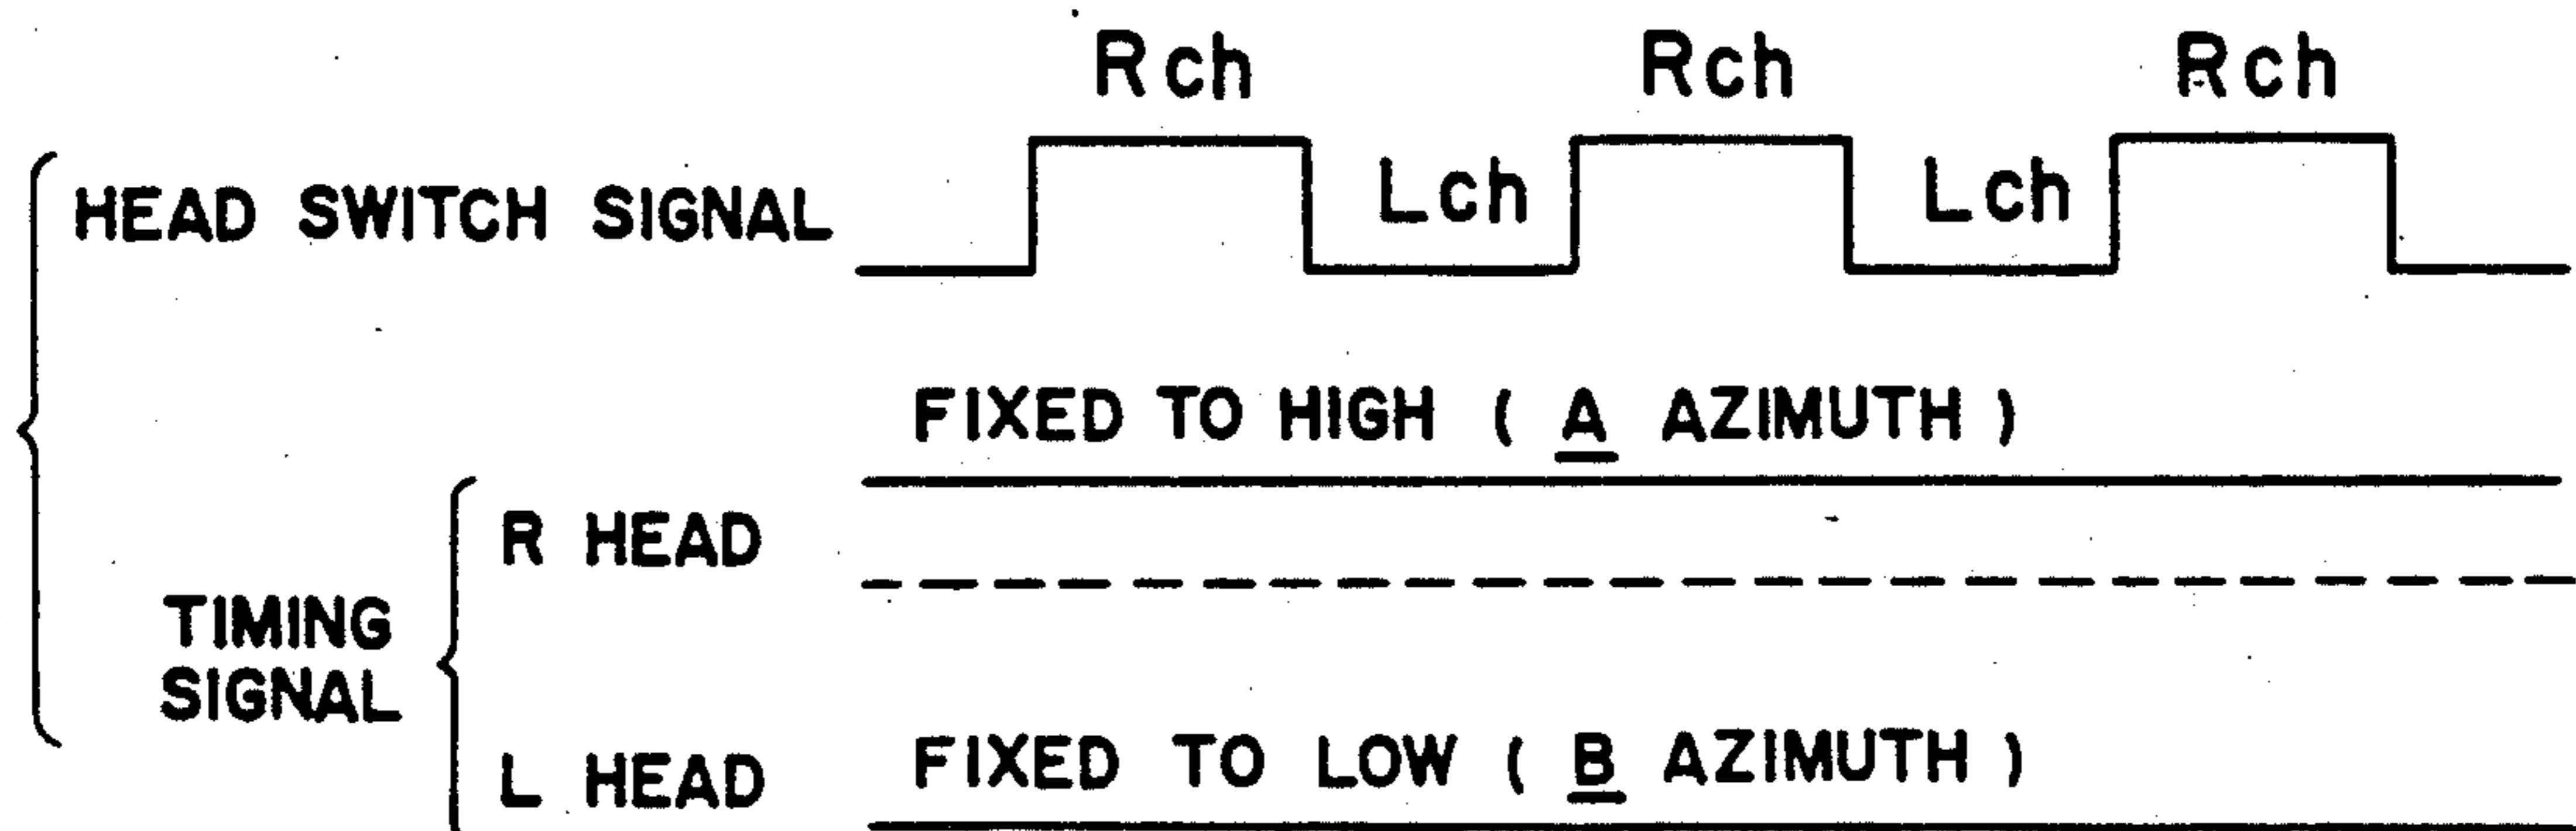 Rch Rch Rch
HEAD SWITCH SIGNAL Lch Lch
FIXED TO HIGH ( A AZIMUTH )
R HEAD
TIMING
SIGNAL
L HEAD FIXED TO LOW ( B AZIMUTH )